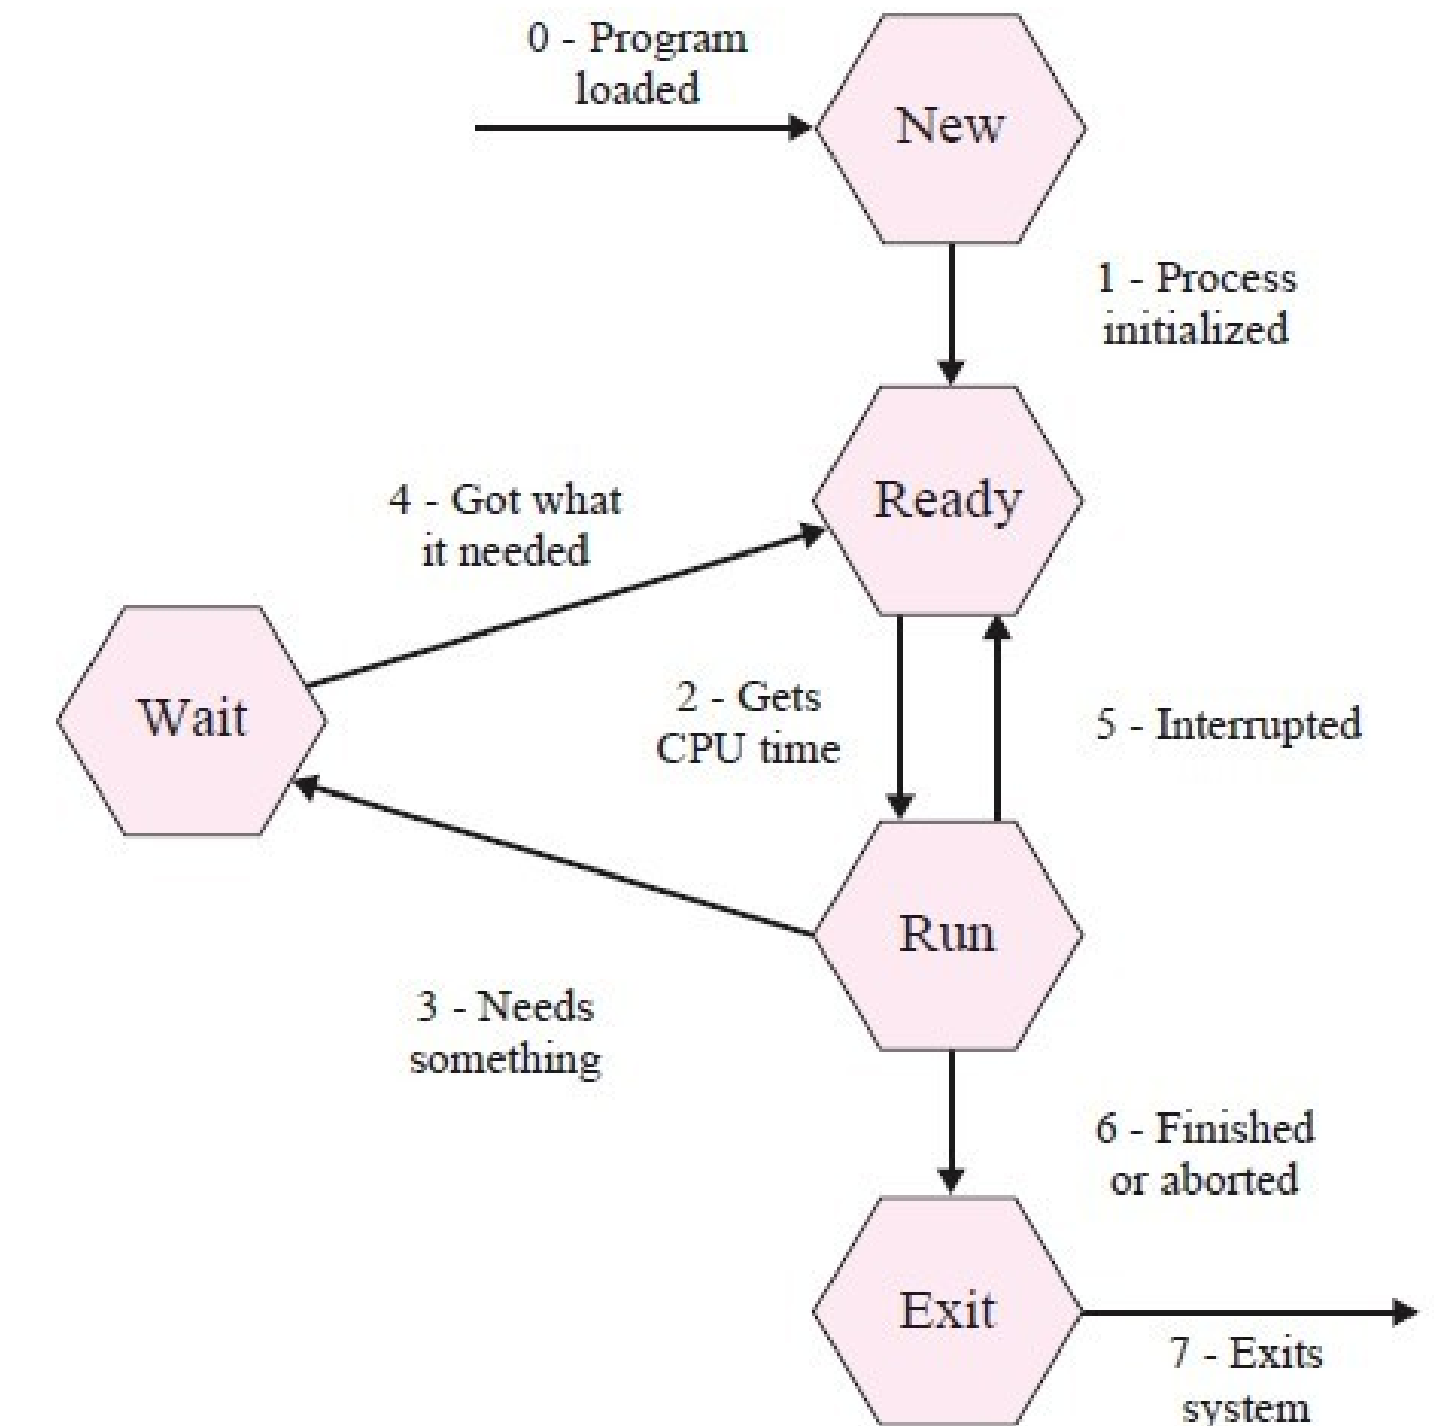 0 - Program
loaded
New
1 - Process
initialized
Ready
4 - Got what
it needed
Wait
2 - Gets
CPU time
5 - Interrupted
Run
3 - Needs
something
6 - Finished
or aborted
Exit
7 - Exits
system